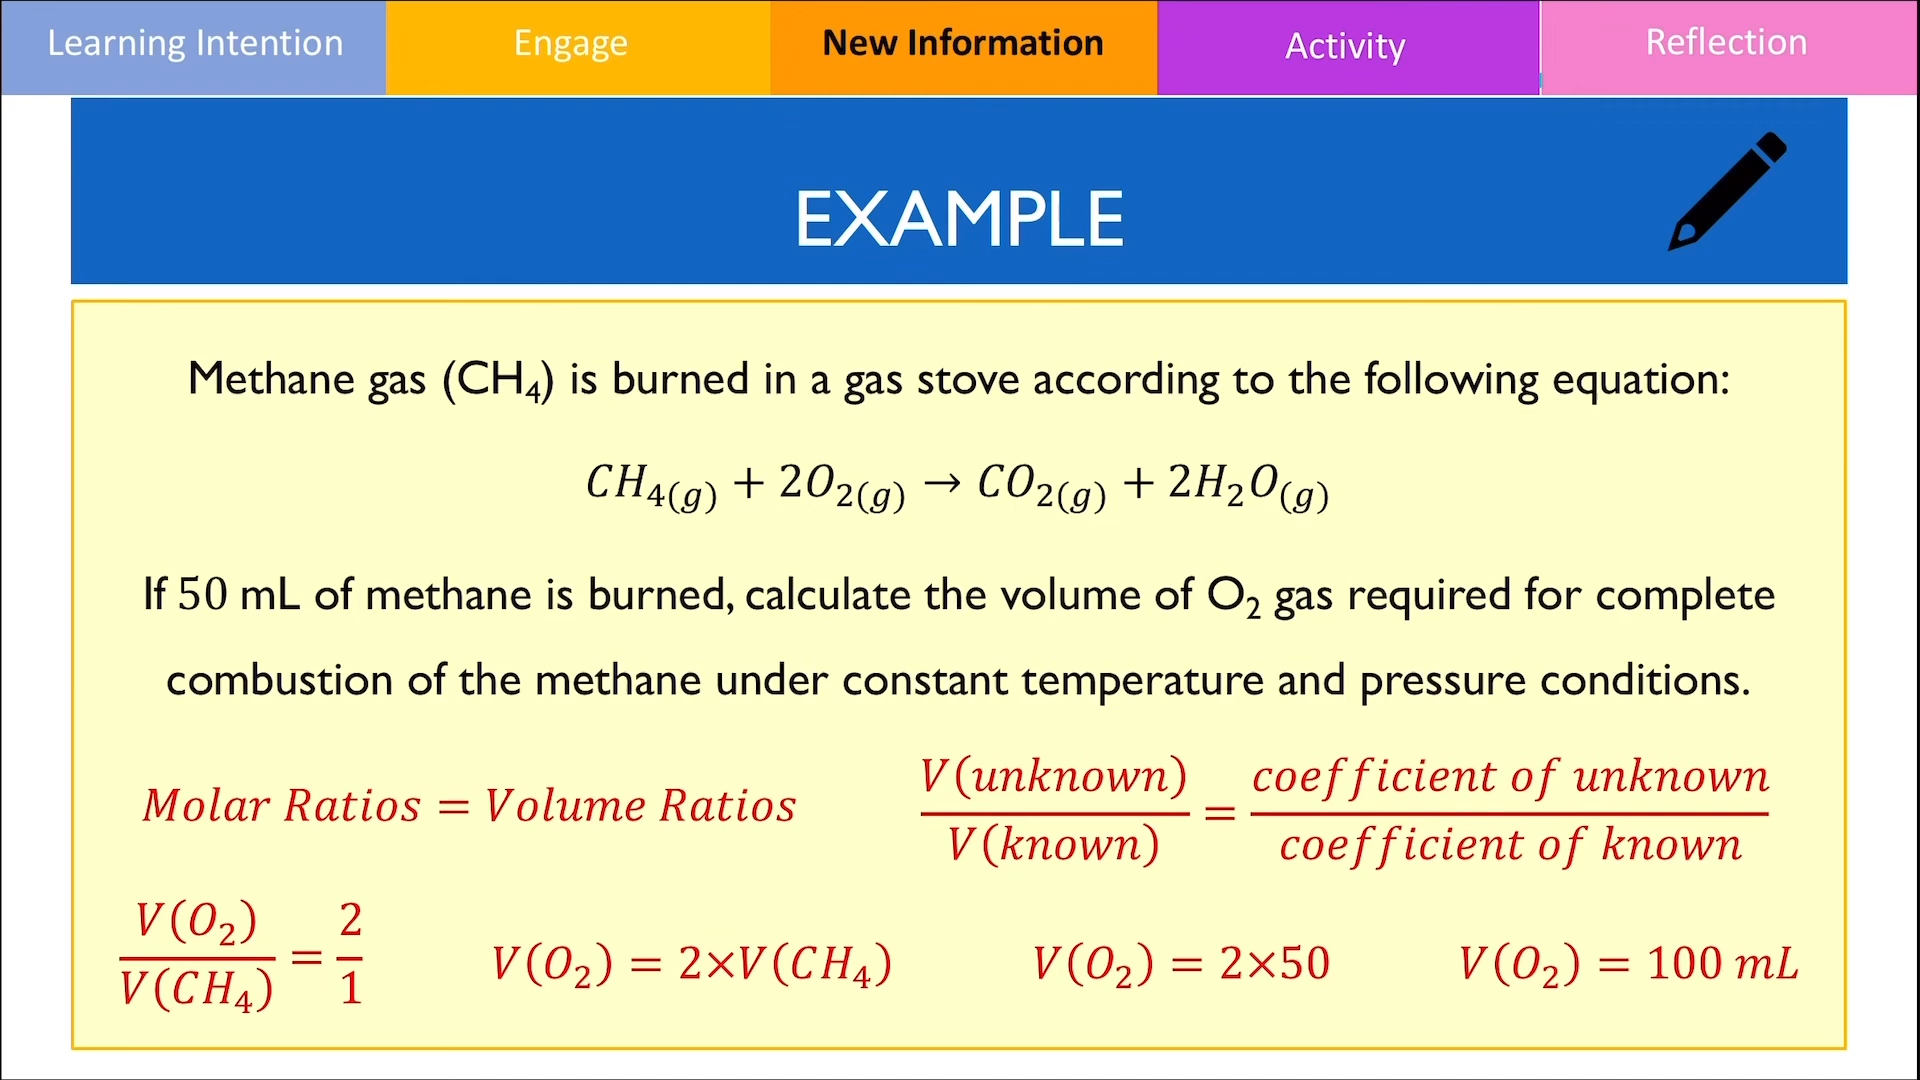 Learning Intention Engage New Information Activity Reflection
EXAMPLE
Methane gas (CH₄) is burned in a gas stove according to the following equation:
CH₄(g) + 2O₂(g) → CO₂(g) + 2H₂O(g)
If 50 mL of methane is burned, calculate the volume of O₂ gas required for complete
combustion of the methane under constant temperature and pressure conditions.
Molar Ratios = Volume Ratios
V(unknown)/V(known) = coefficient of unknown/coefficient of known
V(O₂)/V(CH₄) = 2/1
V(O₂) = 2×V(CH₄)
V(O₂) = 2×50
V(O₂) = 100 mL